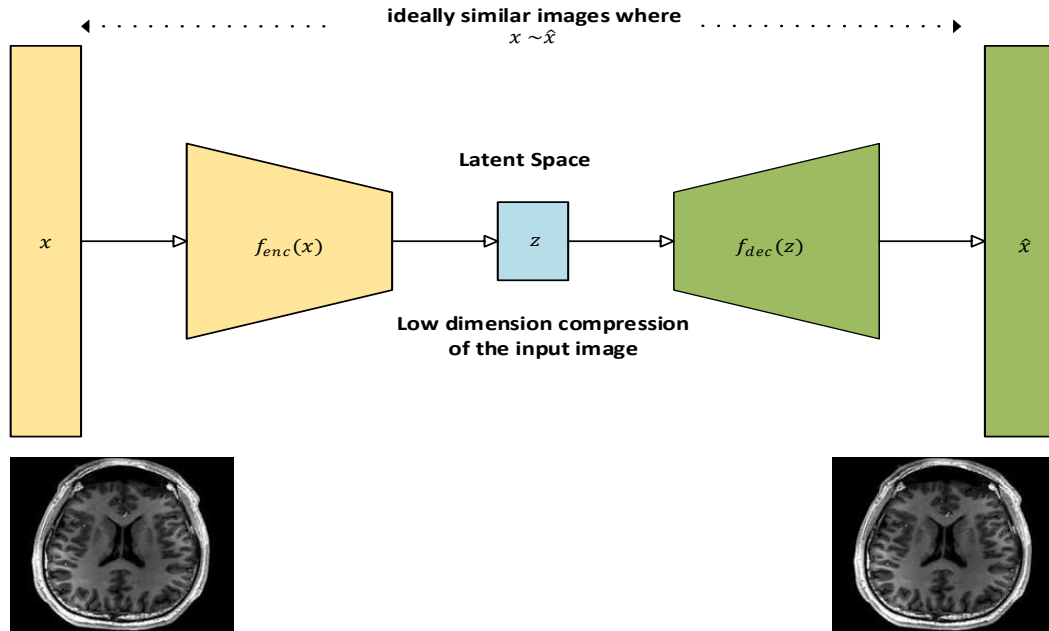 ideally similar images where
x ~x̂
Latent Space
x
f_enc(x)
z
f_dec(z)
x̂
Low dimension compression
of the input image